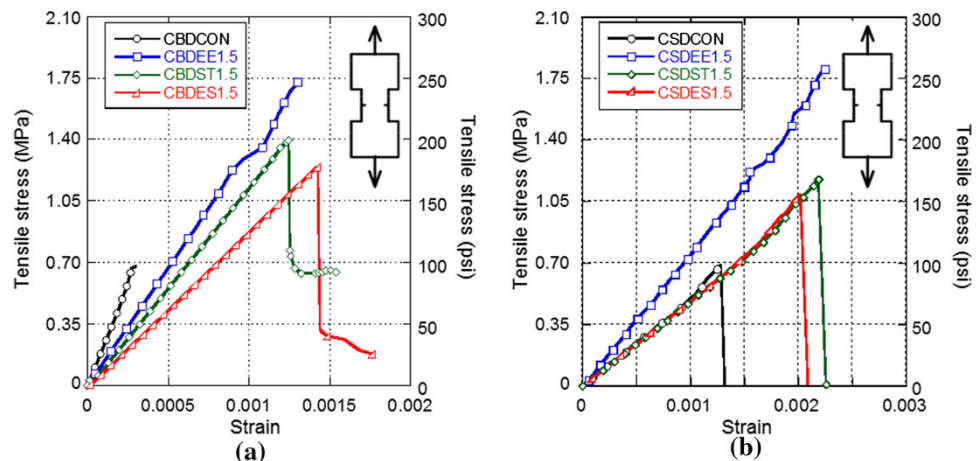 2.10
1.75
1.40
1.05
0.70
0.35
0
Tensile stress (MPa)
CBDCON
CBDEE1.5
CBDST1.5
CBDES1.5
300
250
200
150
100
50
0
Tensile stress (psi)
0 0.0005 0.001 0.0015 0.002
Strain
(a)
2.10
1.75
1.40
1.05
0.70
0.35
0
Tensile stress (MPa)
CSDCON
CSDEE1.5
CSDST1.5
CSDES1.5
300
250
200
150
100
50
0
Tensile stress (psi)
0 0.001 0.002 0.003
Strain
(b)